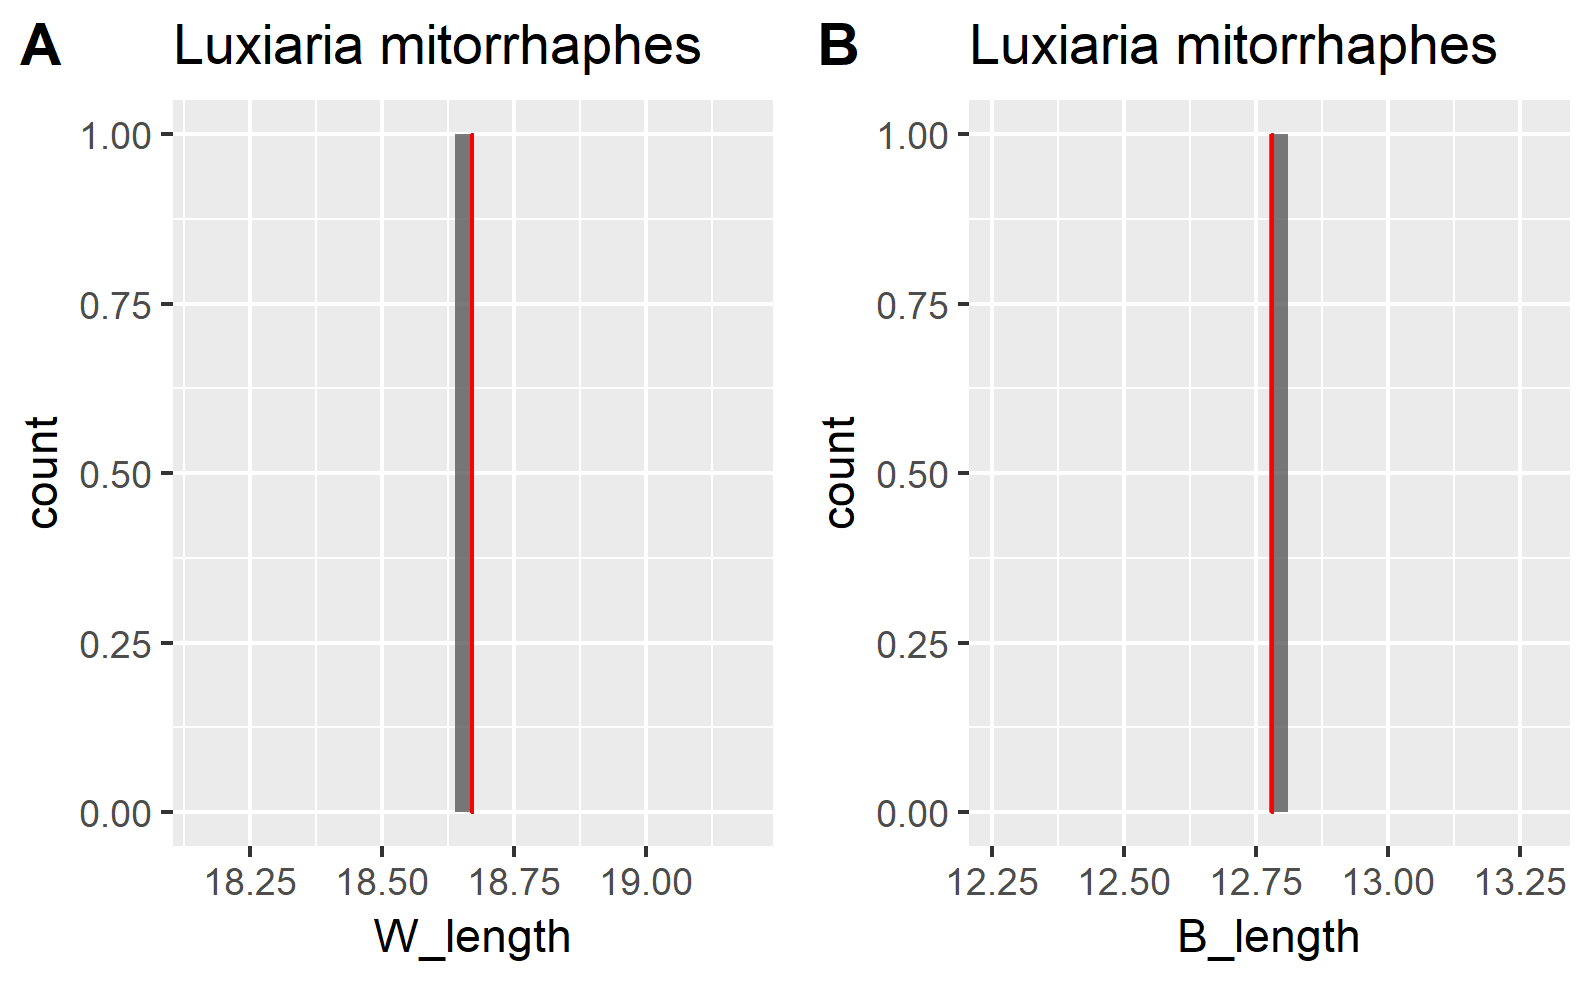 A Luxiaria mitorrhaphes
count
1.00
0.75
0.50
0.25
0.00
18.25 18.50 18.75 19.00
W_length
B Luxiaria mitorrhaphes
count
1.00
0.75
0.50
0.25
0.00
12.25 12.50 12.75 13.00 13.25
B_length